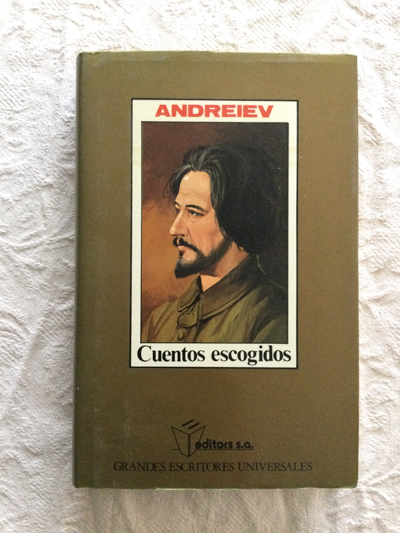 ANDREIEV
Cuentos escogidos
editors s.a.
GRANDES ESCRITORES UNIVERSALES